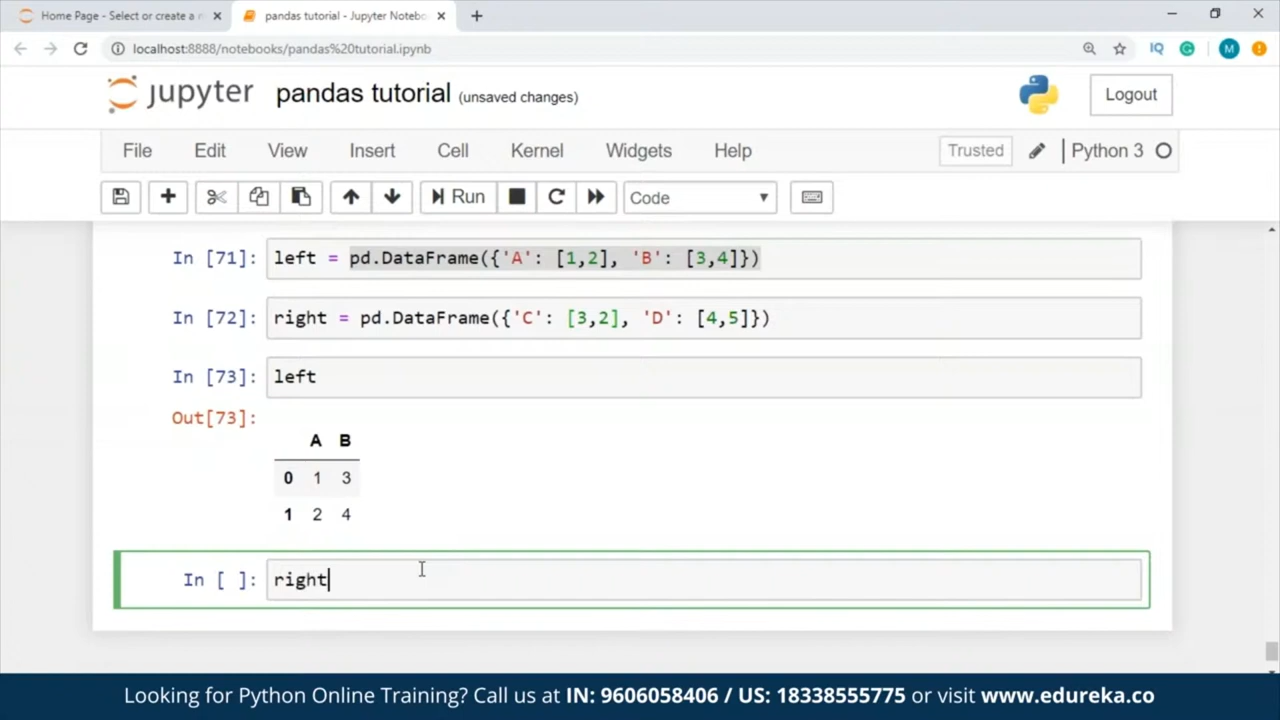 Home Page - Select or create a n
pandas tutorial - Jupyter Notebo
localhost:8888/notebooks/pandas%20tutorial.ipynb
IQ G M
jupyter pandas tutorial (unsaved changes) Logout
File Edit View Insert Cell Kernel Widgets Help Trusted Python 3
Run Code
In [71]: left = pd.DataFrame({'A': [1,2], 'B': [3,4]})
In [72]: right = pd.DataFrame({'C': [3,2], 'D': [4,5]})
In [73]: left
Out[73]:
A B
0 1 3
1 2 4
In [ ]: right
Looking for Python Online Training? Call us at IN: 9606058406 / US: 18338555775 or visit www.edureka.co